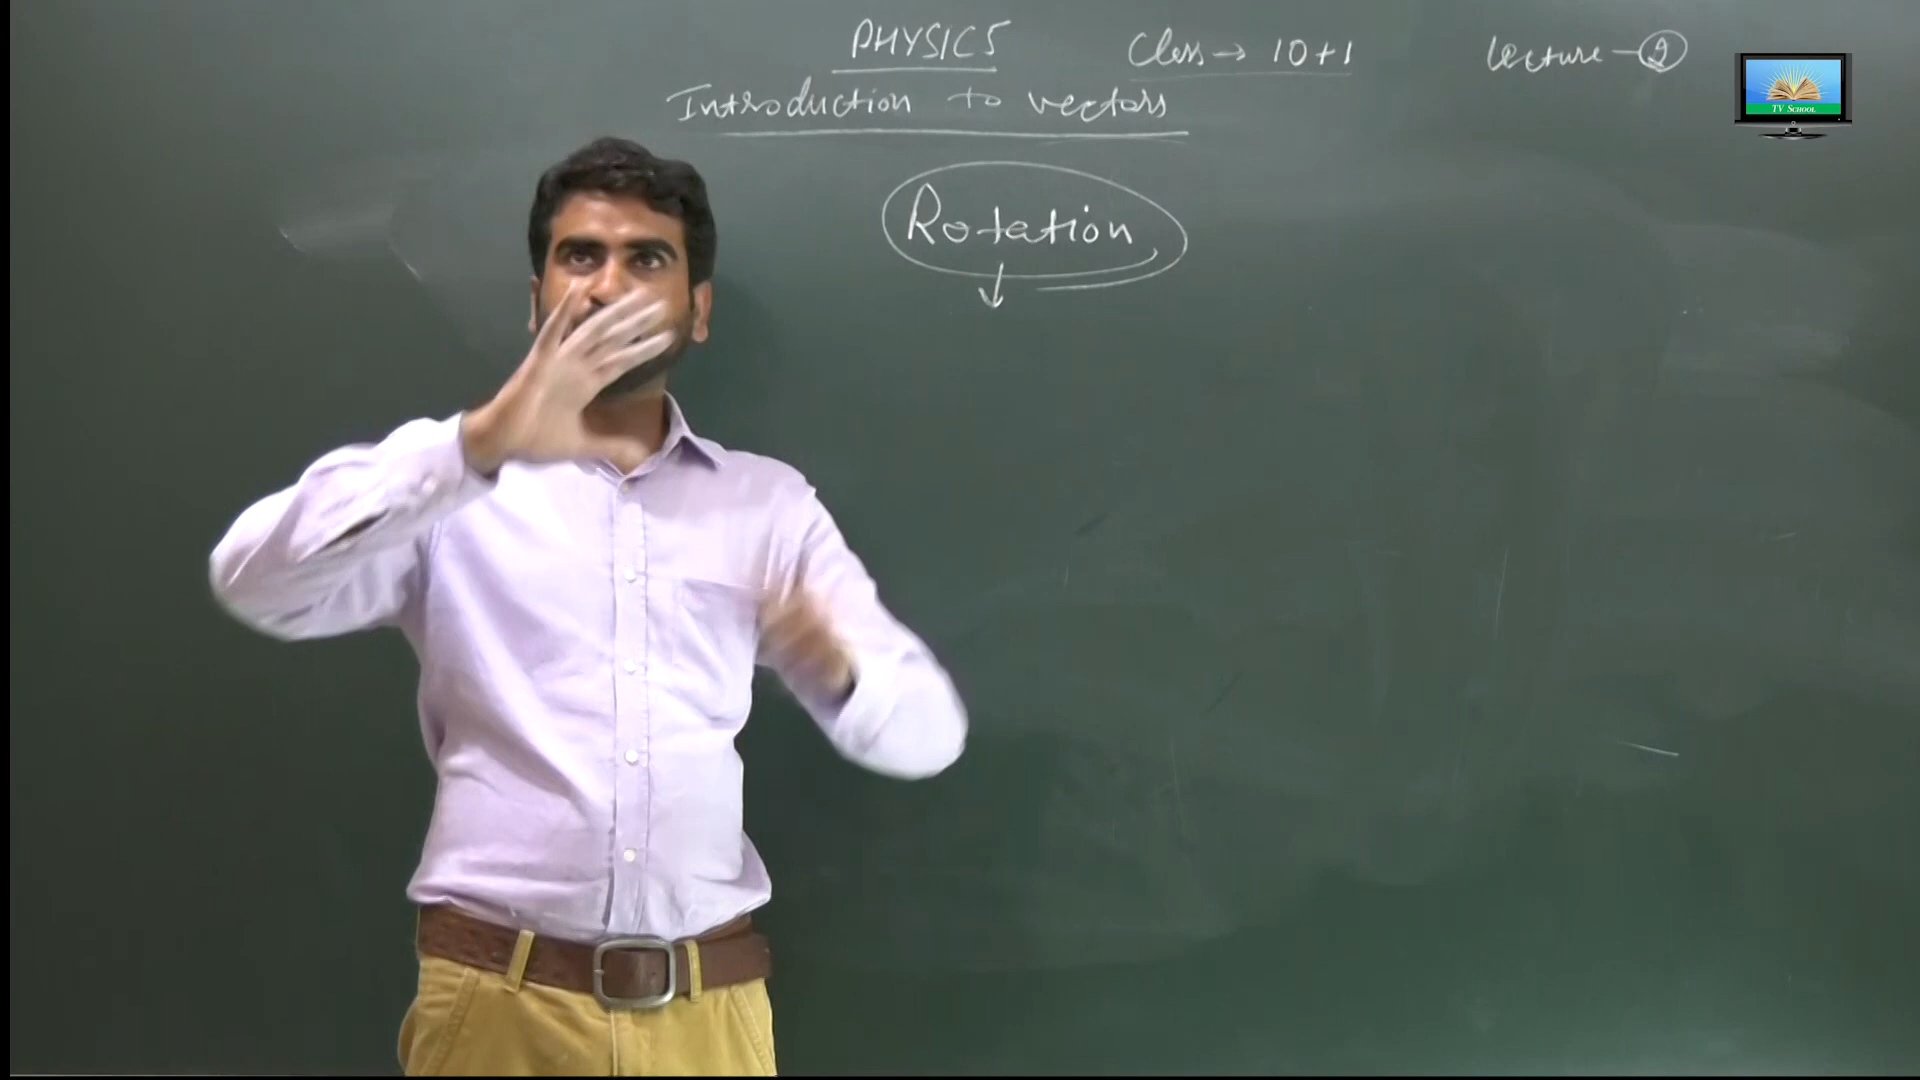 PHYSICS Class → 10+1 Lecture - 2
Introduction to vectors
Rotation
TV SCHOOL